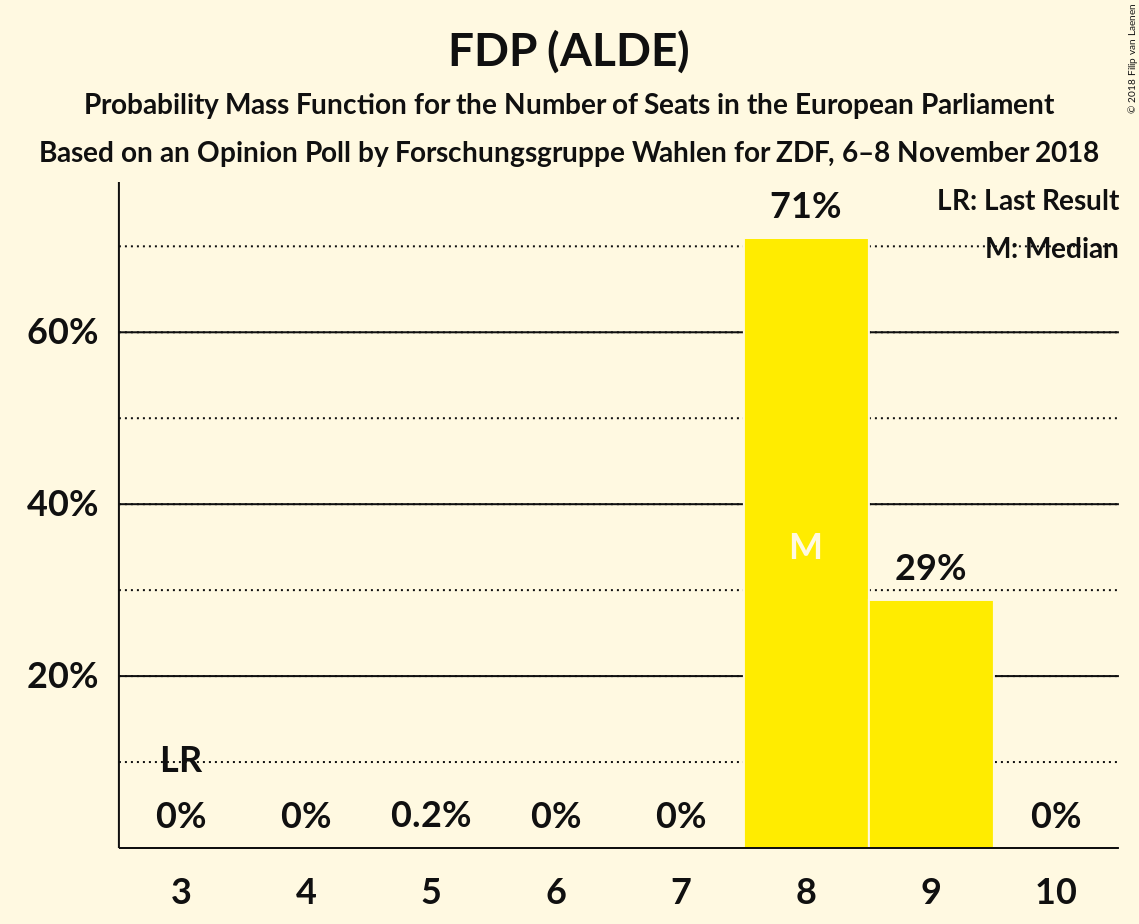 FDP (ALDE)
Probability Mass Function for the Number of Seats in the European Parliament
Based on an Opinion Poll by Forschungsgruppe Wahlen for ZDF, 6–8 November 2018
© 2018 Filip van Laenen
LR: Last Result
M: Median
71%
60%
40%
M
29%
20%
LR
0% 0% 0.2% 0% 0% 0%
3 4 5 6 7 8 9 10